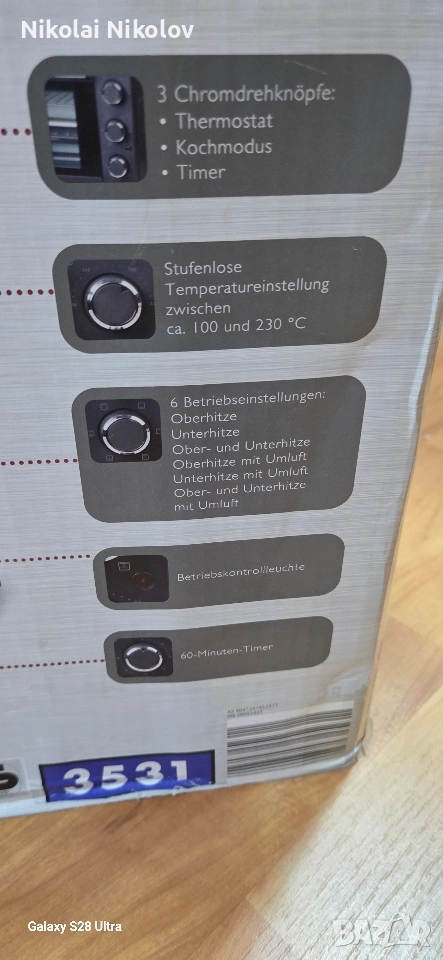 Nikolai Nikolov
3 Chromdrehknöpfe:
• Thermostat
• Kochmodus
• Timer
Stufenlose
Temperatureinstellung
zwischen
ca. 100 und 230 °C
6 Betriebseinstellungen:
Oberhitze
Unterhitze
Ober- und Unterhitze
Oberhitze mit Umluft
Unterhitze mit Umluft
Ober- und Unterhitze
mit Umluft
Betriebskontrollleuchte
60-Minuten-Timer
3531
Galaxy S28 Ultra
BAZAR